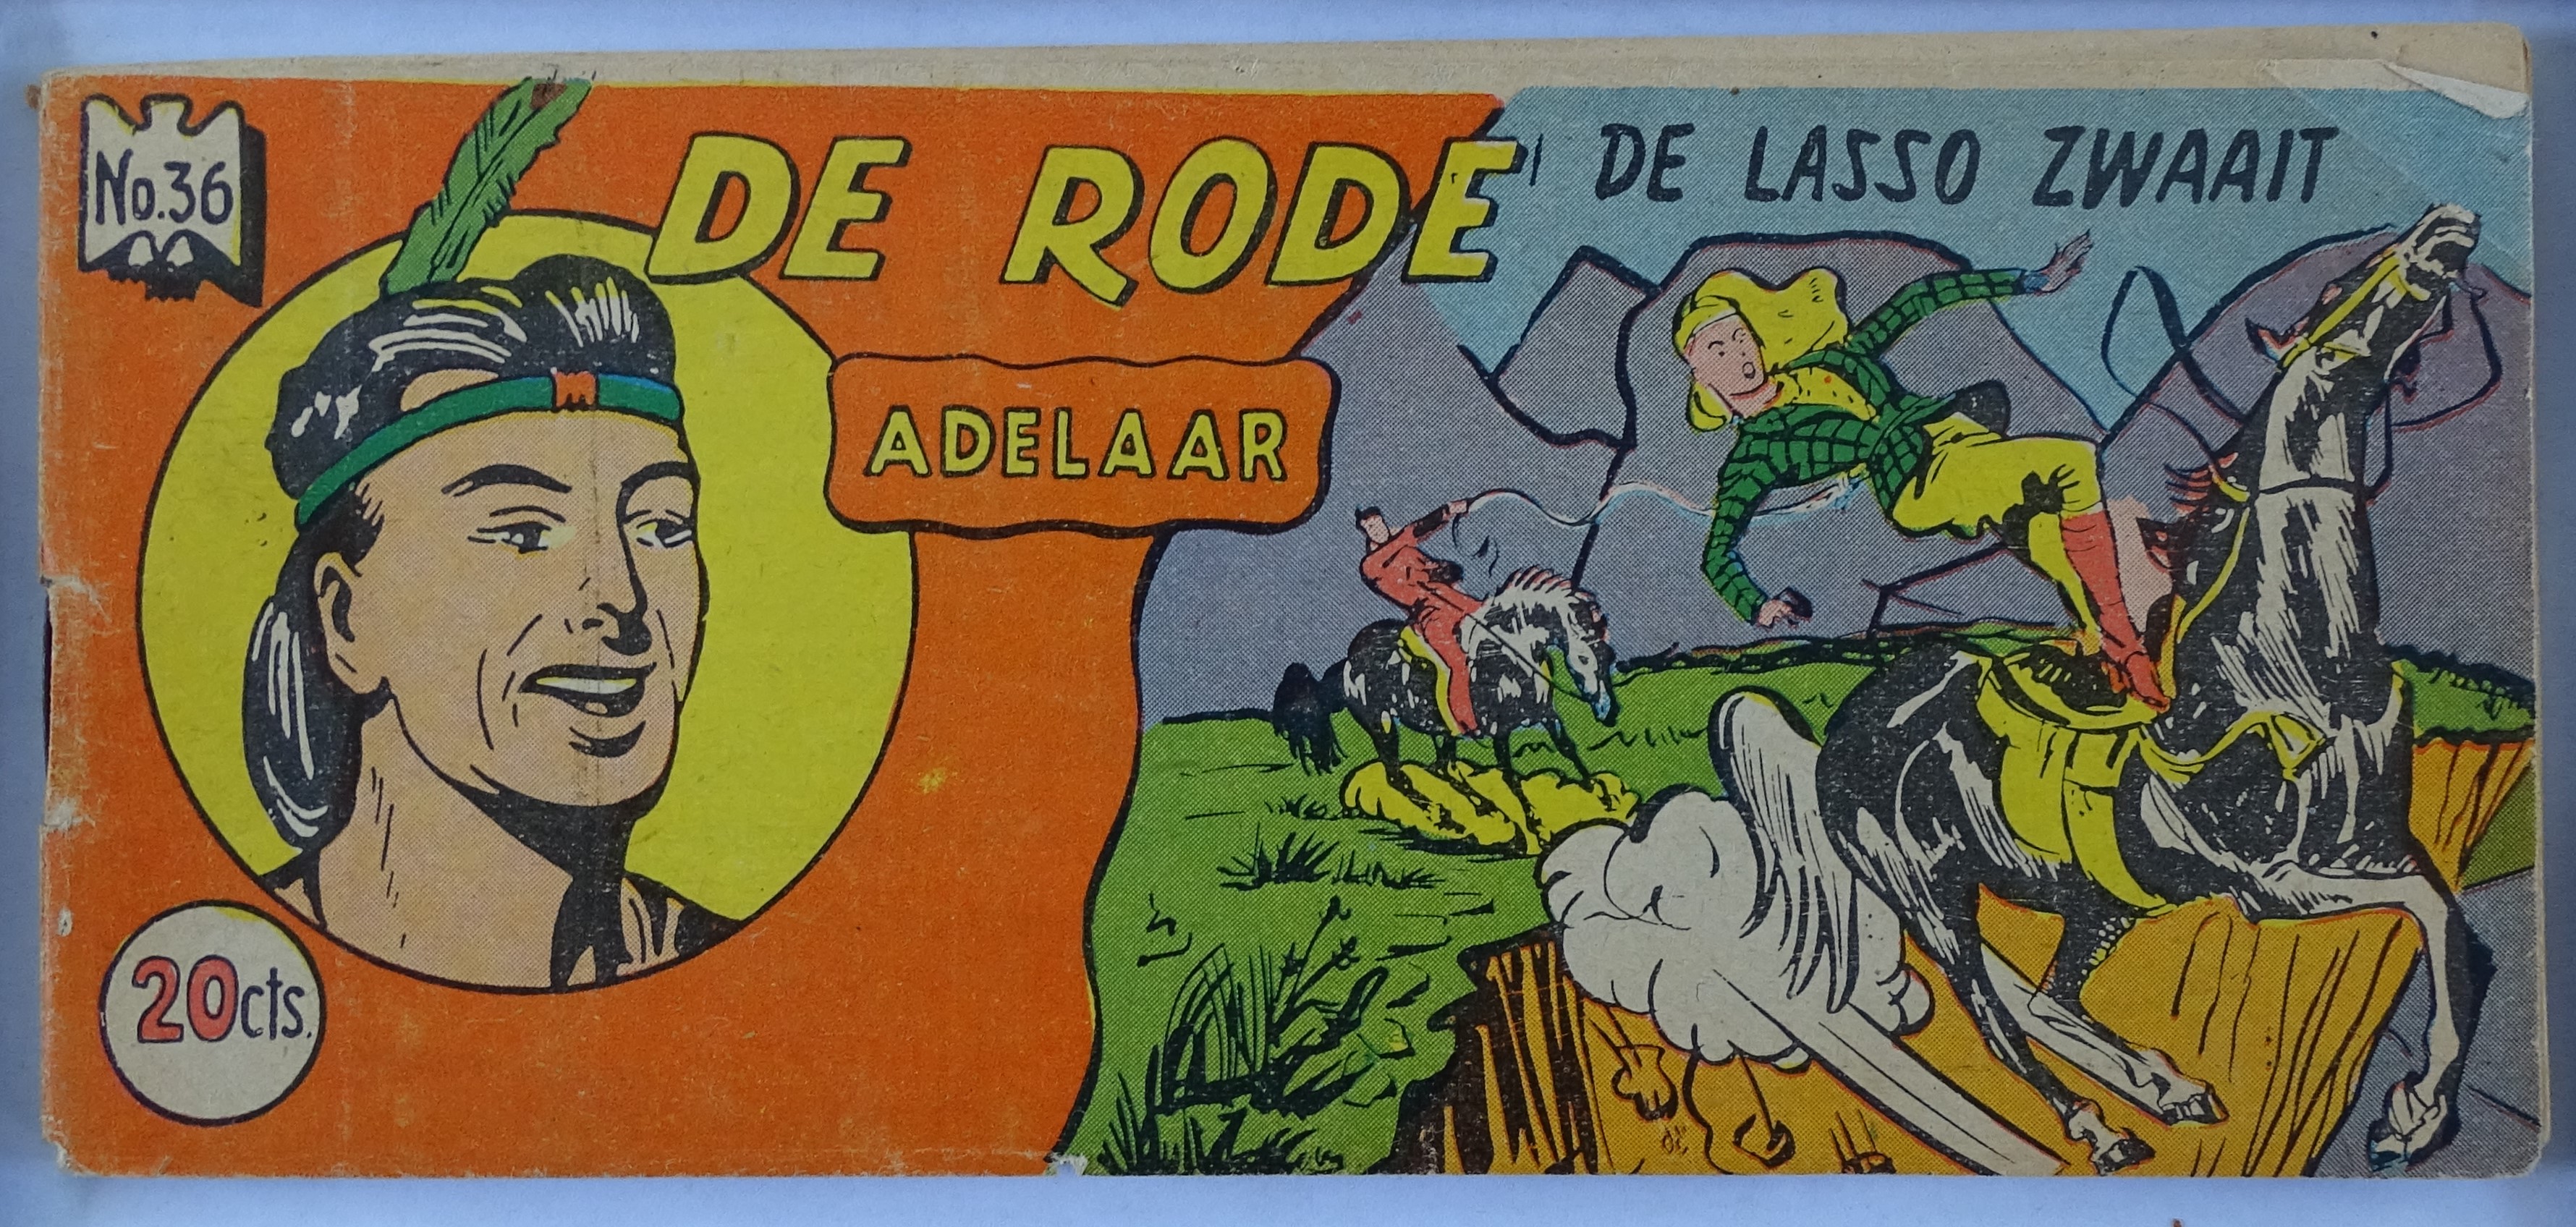 No.36
DE RODE
ADELAAR
DE LASSO ZWAAIT
20cts.